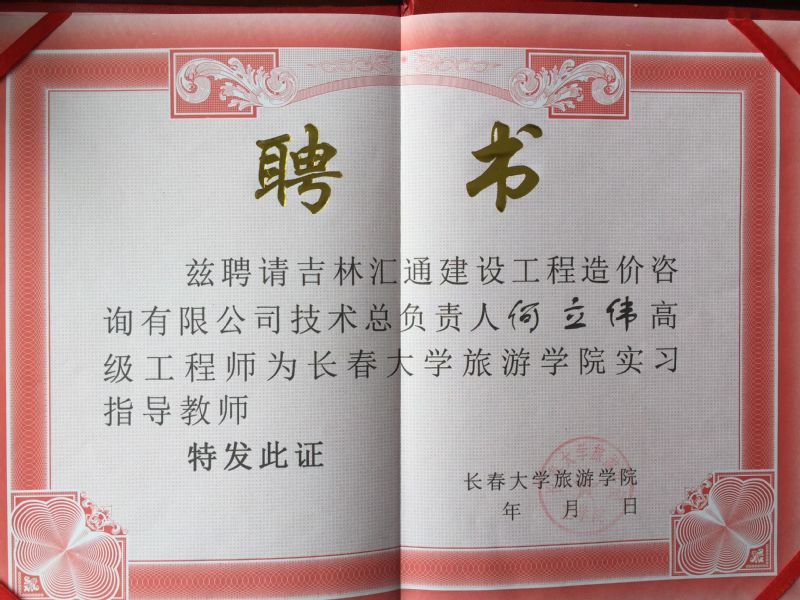 聘书
兹聘请吉林汇通建设工程造价咨
询有限公司技术总负责人何立伟高
级工程师为长春大学旅游学院实习
指导教师
特发此证
长春大学旅游学院
年 月 日